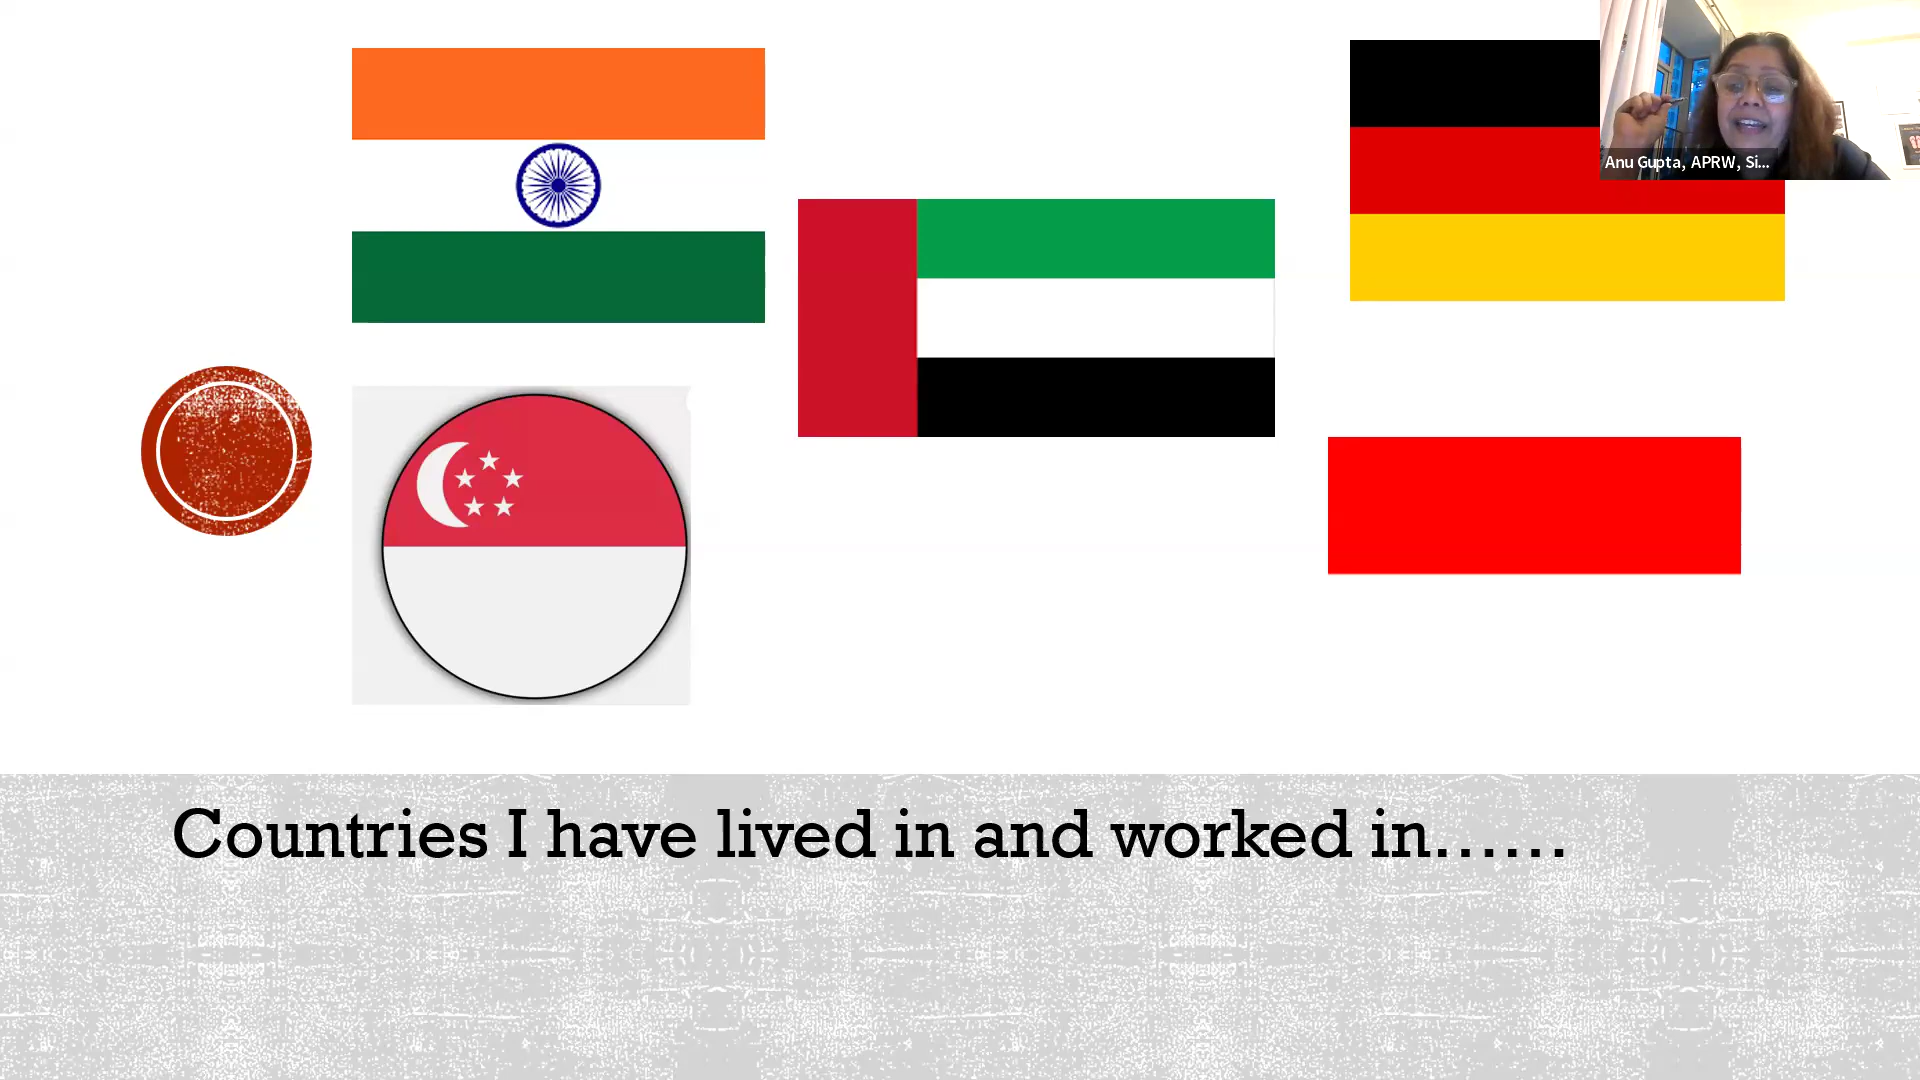 Anu Gupta, APRW, Si...
Countries I have lived in and worked in......